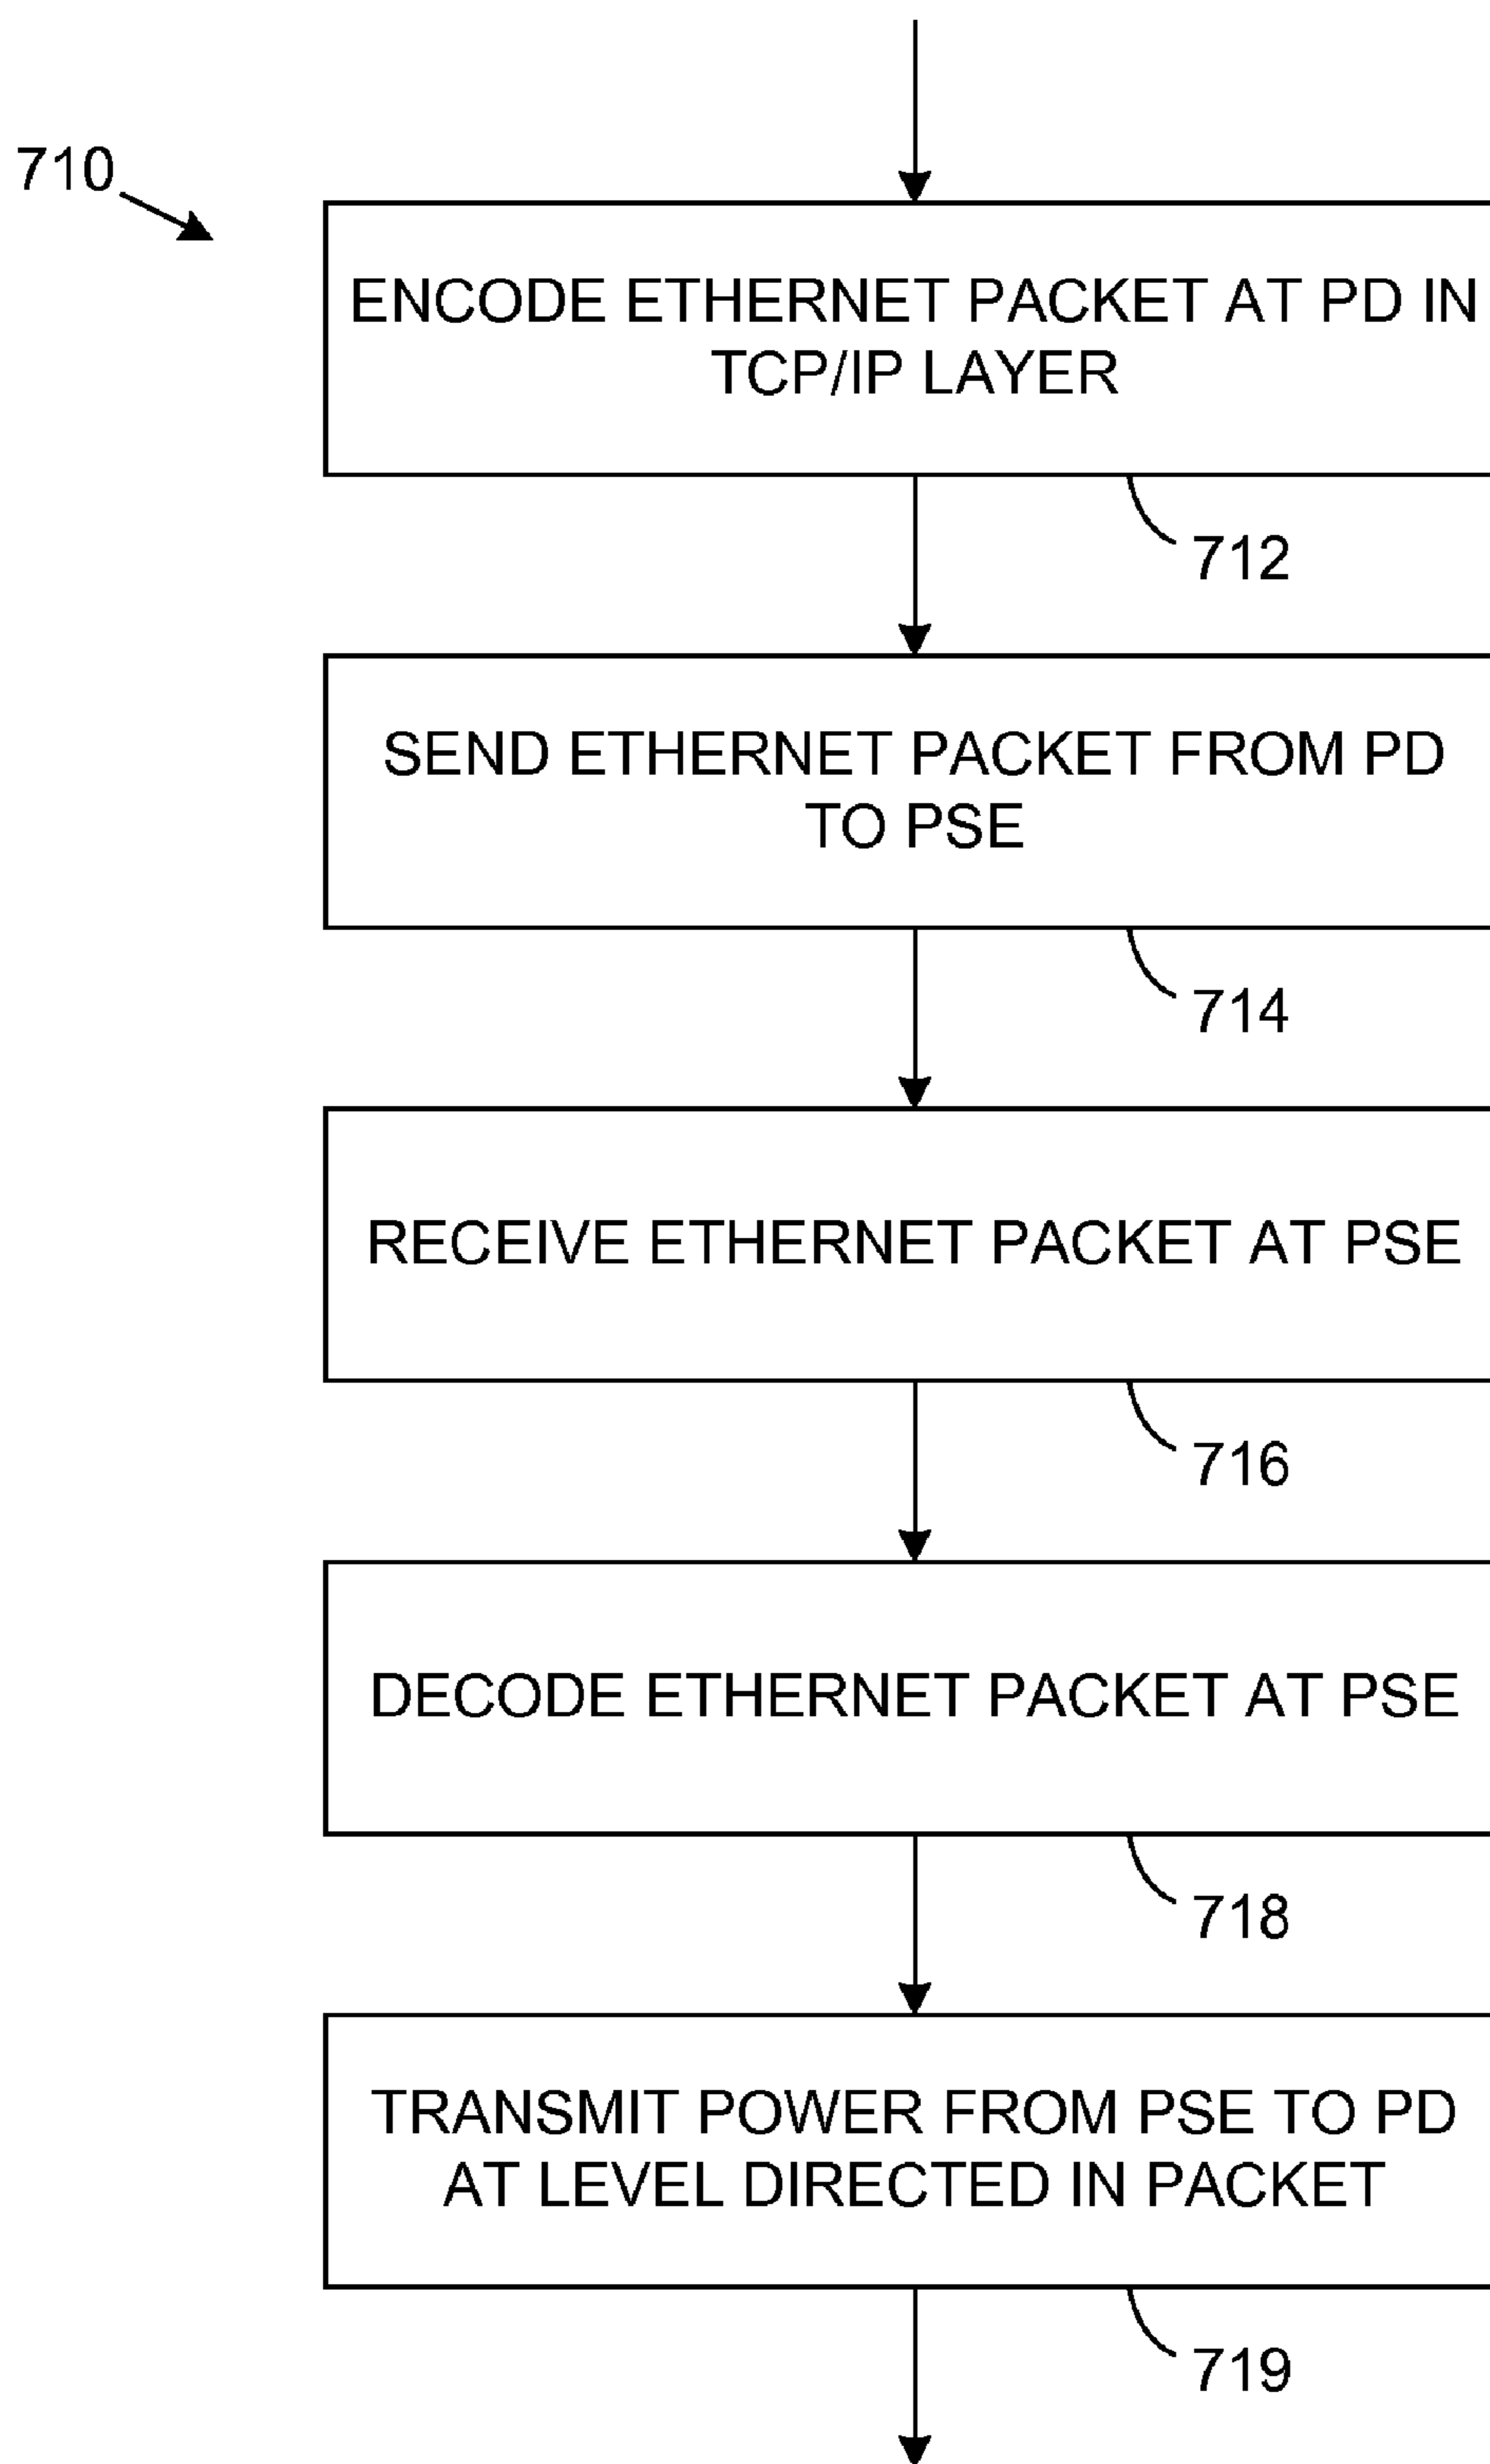 710
ENCODE ETHERNET PACKET AT PD IN
TCP/IP LAYER
712
SEND ETHERNET PACKET FROM PD
TO PSE
714
RECEIVE ETHERNET PACKET AT PSE
716
DECODE ETHERNET PACKET AT PSE
718
TRANSMIT POWER FROM PSE TO PD
AT LEVEL DIRECTED IN PACKET
719